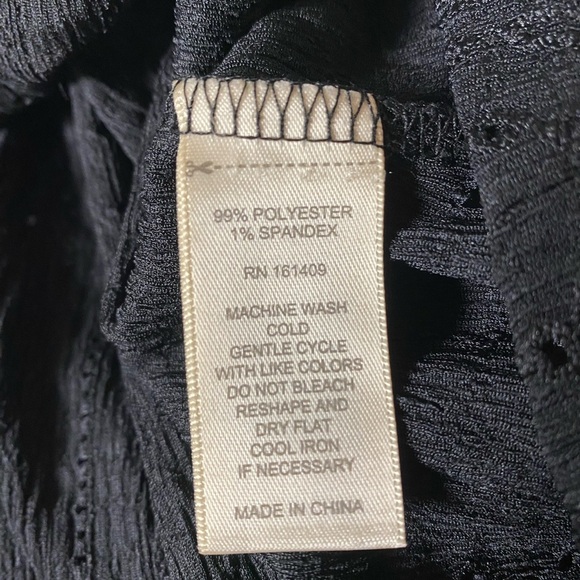 99% POLYESTER
1% SPANDEX
RN 161409
MACHINE WASH
COLD
GENTLE CYCLE
WITH LIKE COLORS
DO NOT BLEACH
RESHAPE AND
DRY FLAT
COOL IRON
IF NECESSARY
MADE IN CHINA